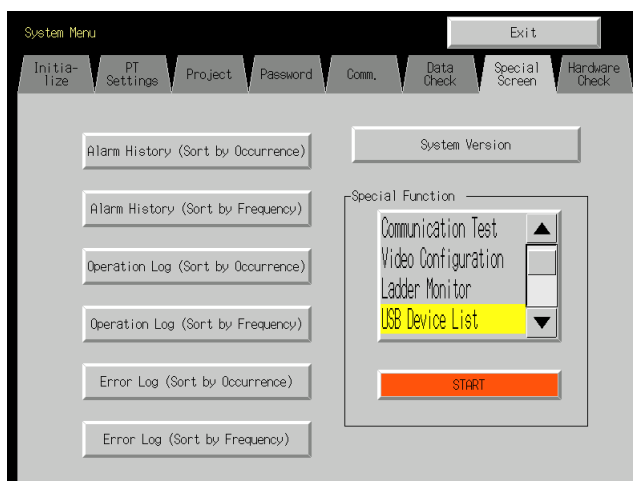 System Menu
Exit
Initia-
lize
PT
Settings
Project
Password
Comm.
Data
Check
Special
Screen
Hardware
Check
Alarm History (Sort by Occurrence)
Alarm History (Sort by Frequency)
Operation Log (Sort by Occurrence)
Operation Log (Sort by Frequency)
Error Log (Sort by Occurrence)
Error Log (Sort by Frequency)
System Version
Special Function
Communication Test
Video Configuration
Ladder Monitor
USB Device List
START